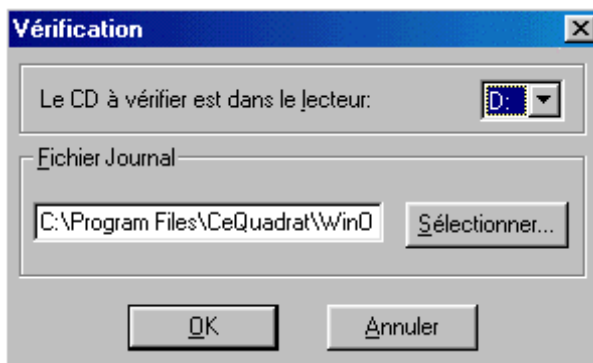 Vérification
Le CD à vérifier est dans le lecteur: D:
Fichier Journal
C:\Program Files\CeQuadrat\WinO Sélectionner...
OK Annuler